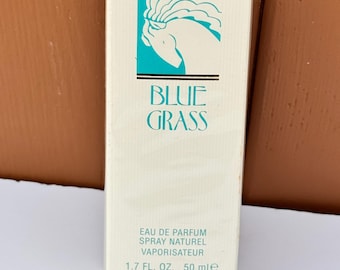 BLUE
GRASS
EAU DE PARFUM
SPRAY NATUREL
VAPORISATEUR
1.7 FL. OZ. 50 ml e